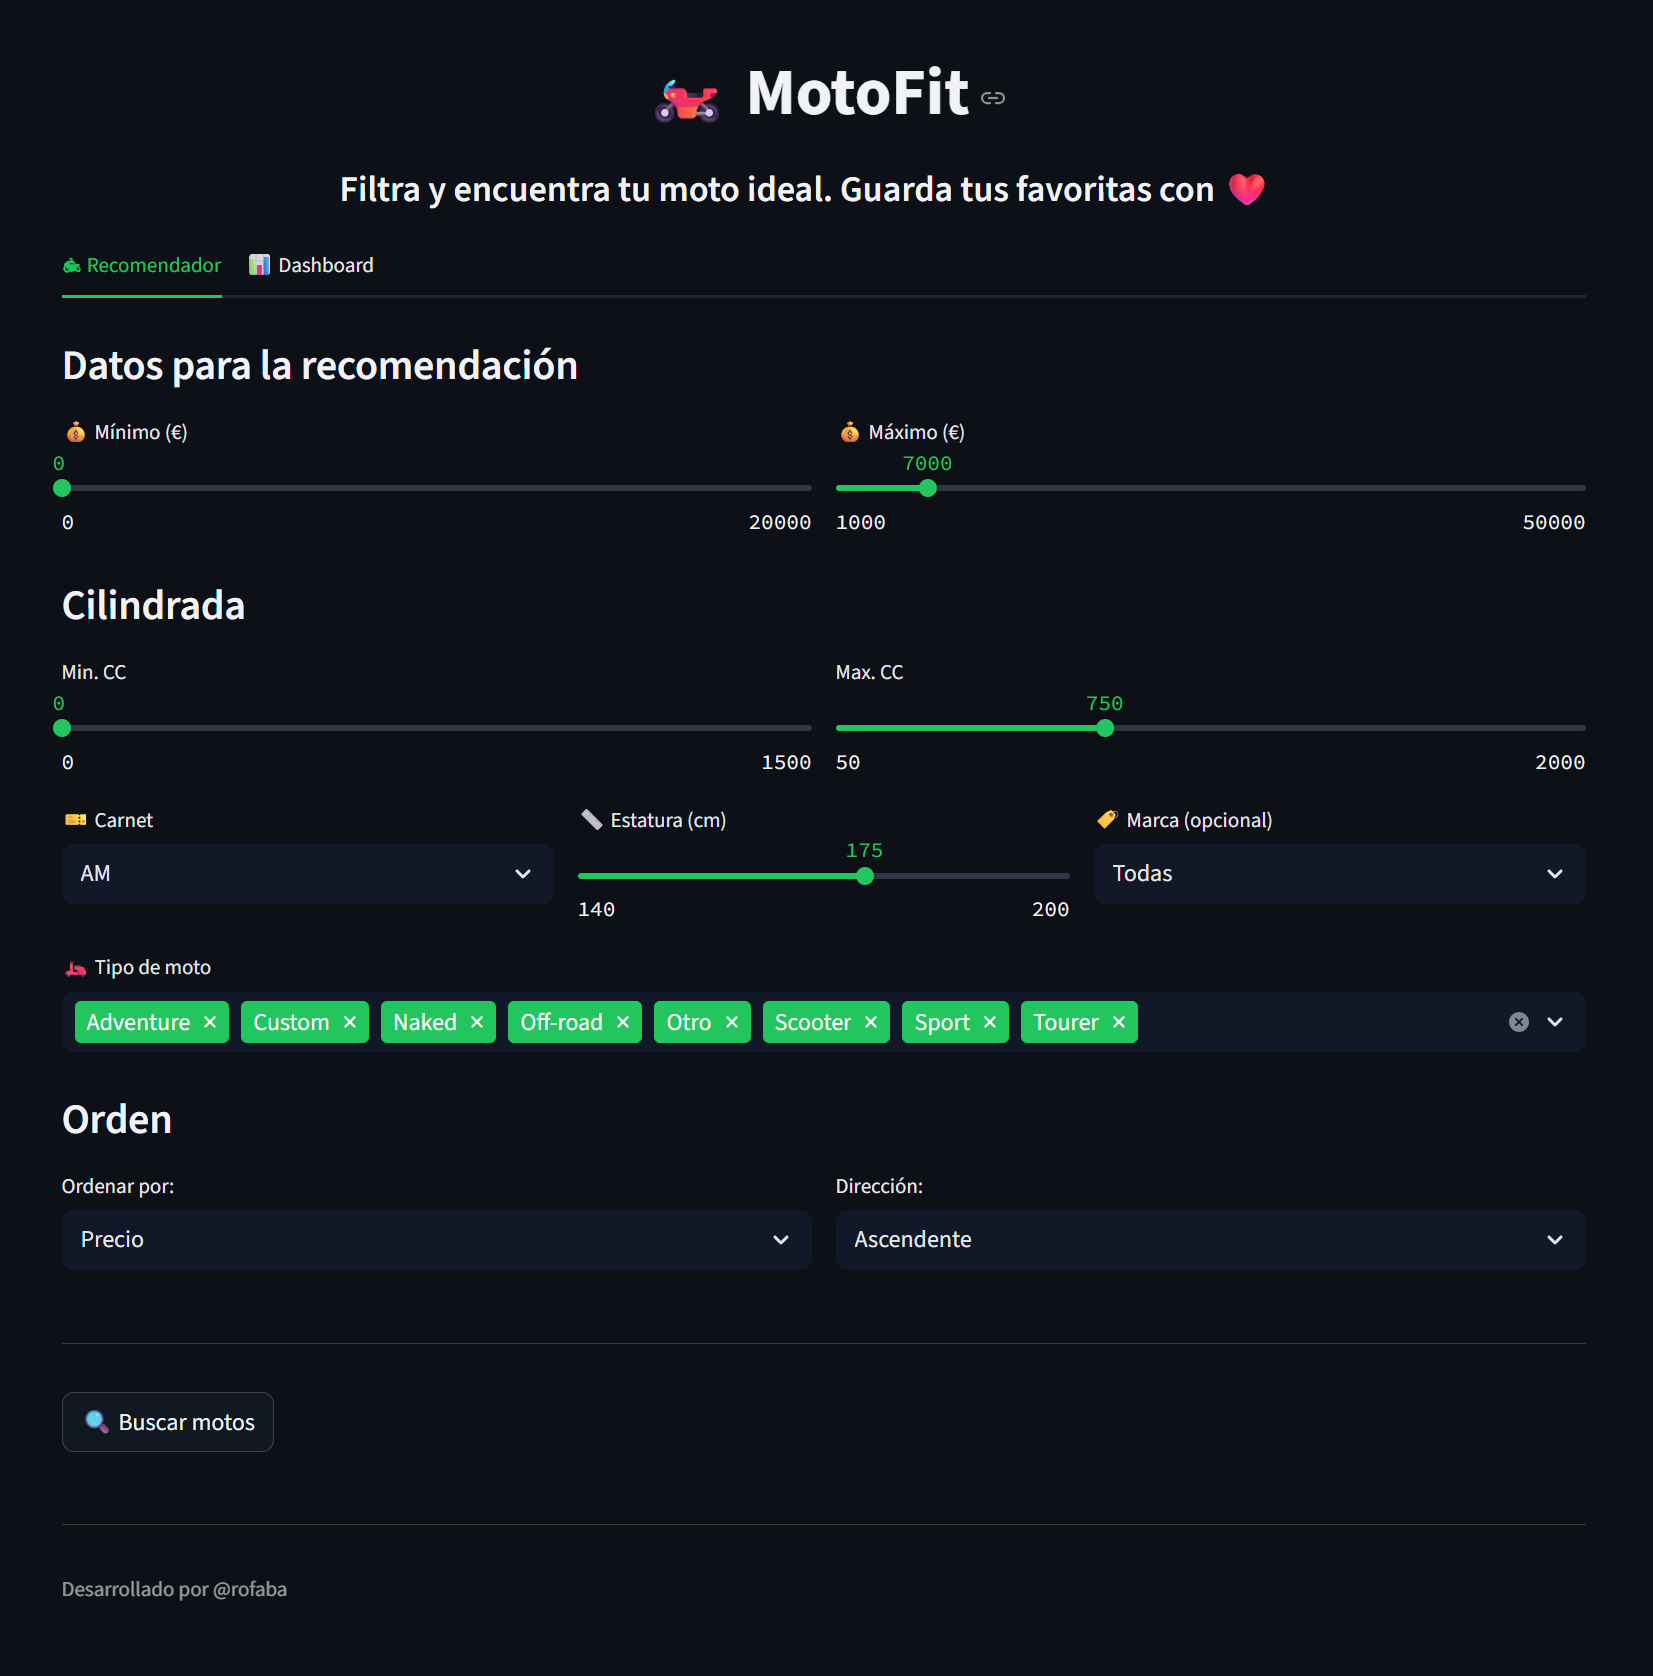 MotoFit
Filtra y encuentra tu moto ideal. Guarda tus favoritas con
Recomendador Dashboard
Datos para la recomendación
Mínimo (€) Máximo (€)
0 7000
0 20000 1000 50000
Cilindrada
Min. CC Max. CC
0 750
0 1500 50 2000
Carnet Estatura (cm) Marca (opcional)
175
AM Todas
140 200
Tipo de moto
Adventure Custom Naked Off-road Otro Scooter Sport Tourer
Orden
Ordenar por: Dirección:
Precio Ascendente
Buscar motos
Desarrollado por @rofaba